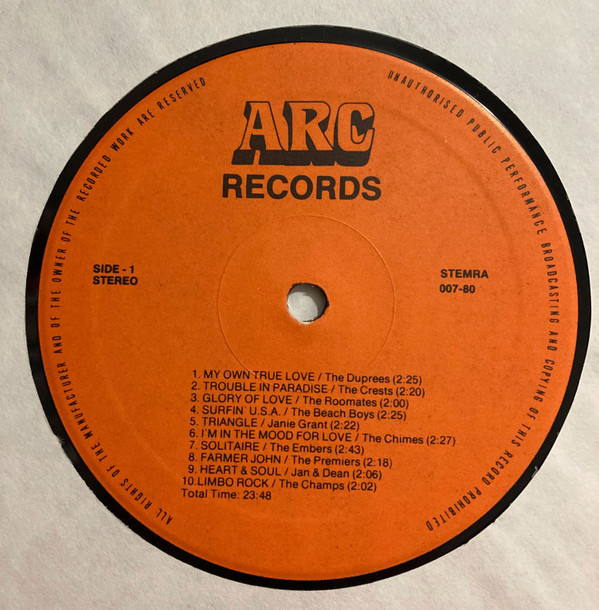 ALL RIGHTS OF THE MANUFACTURER AND OF THE OWNER OF THE RECORDED WORK ARE RESERVED
UNAUTHORISED PUBLIC PERFORMANCE BROADCASTING AND COPYING OF THIS RECORD PROHIBITED
ARC
RECORDS
SIDE - 1
STEREO
STEMRA
007-80
1. MY OWN TRUE LOVE / The Duprees (2:25)
2. TROUBLE IN PARADISE / The Crests (2:20)
3. GLORY OF LOVE / The Roomates (2:00)
4. SURFIN' U.S.A. / The Beach Boys (2:25)
5. TRIANGLE / Janie Grant (2:22)
6. I'M IN THE MOOD FOR LOVE / The Chimes (2:27)
7. SOLITAIRE / The Embers (2:43)
8. FARMER JOHN / The Premiers (2:18)
9. HEART & SOUL / Jan & Dean (2:06)
10. LIMBO ROCK / The Champs (2:02)
Total Time: 23:48